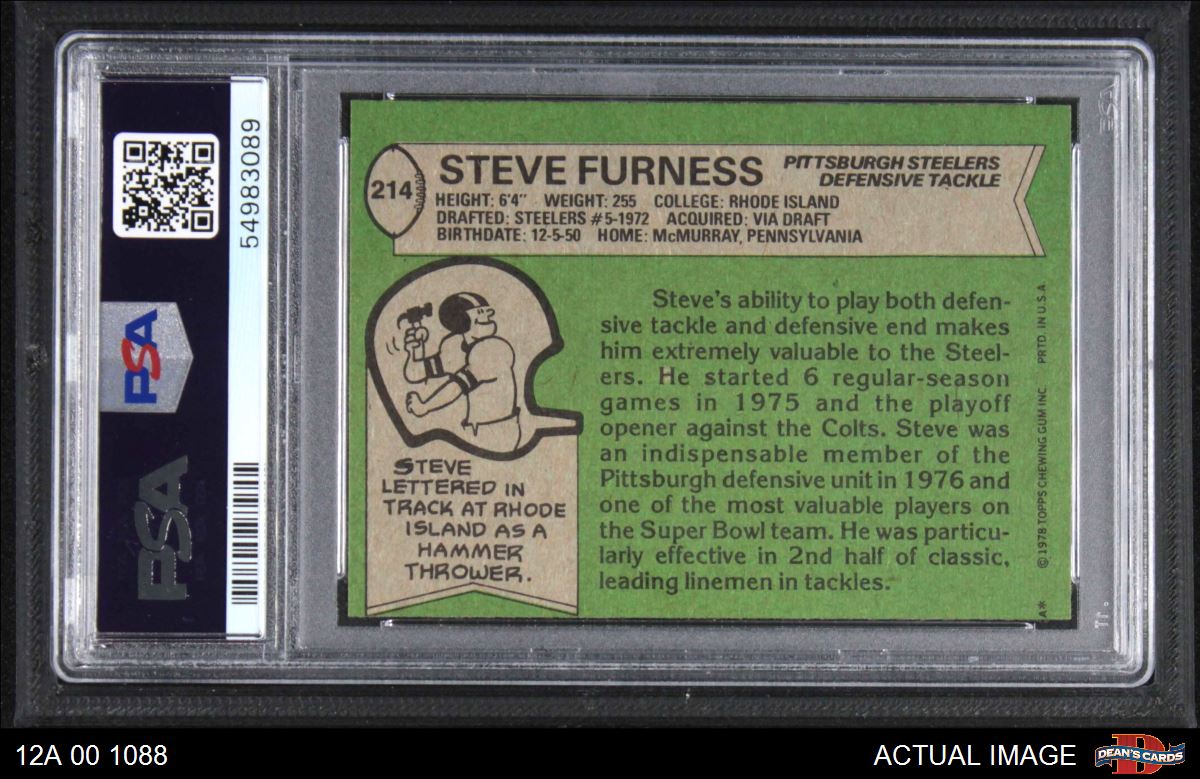 214
STEVE FURNESS
PITTSBURGH STEELERS
DEFENSIVE TACKLE
HEIGHT: 6'4" WEIGHT: 255 COLLEGE: RHODE ISLAND
DRAFTED: STEELERS #5-1972 ACQUIRED: VIA DRAFT
BIRTHDATE: 12-5-50 HOME: McMURRAY, PENNSYLVANIA
Steve's ability to play both defen-
sive tackle and defensive end makes
him extremely valuable to the Steel-
ers. He started 6 regular-season
games in 1975 and the playoff
opener against the Colts. Steve was
an indispensable member of the
Pittsburgh defensive unit in 1976 and
one of the most valuable players on
the Super Bowl team. He was particu-
larly effective in 2nd half of classic,
leading linemen in tackles.
STEVE
LETTERED IN
TRACK AT RHODE
ISLAND AS A
HAMMER
THROWER.
A* © 1978 TOPPS CHEWING GUM INC PRTD. IN U.S.A.
54983089
PSA
PSA
PSA
12A 00 1088
ACTUAL IMAGE
D
DEAN'S CARDS